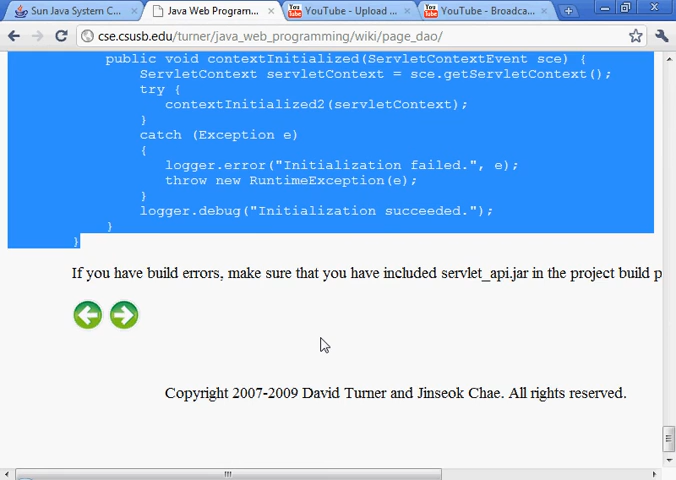 Sun Java System C...
Java Web Program...
YouTube - Upload ...
YouTube - Broadca...
cse.csusb.edu/turner/java_web_programming/wiki/page_dao/
public void contextInitialized(ServletContextEvent sce) {
ServletContext servletContext = sce.getServletContext();
try {
contextInitialized2(servletContext);
}
catch (Exception e)
{
logger.error("Initialization failed.", e);
throw new RuntimeException(e);
}
logger.debug("Initialization succeeded.");
}
}
If you have build errors, make sure that you have included servlet_api.jar in the project build p
Copyright 2007-2009 David Turner and Jinseok Chae. All rights reserved.